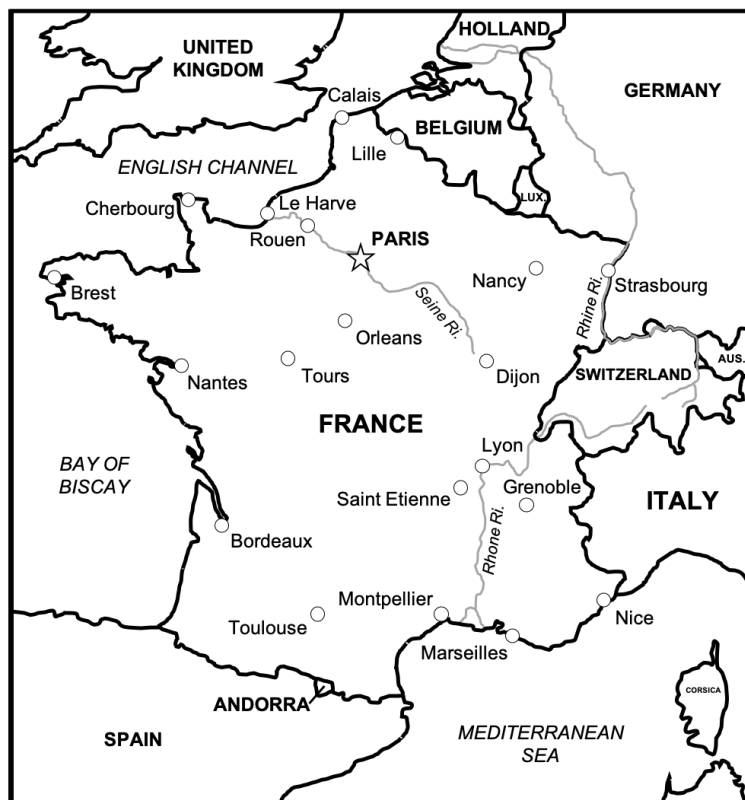 HOLLAND
UNITED
KINGDOM
GERMANY
Calais
BELGIUM
Lille
ENGLISH CHANNEL
LUX.
Cherbourg
Le Harve
Rouen
PARIS
Nancy
Strasbourg
Brest
Seine Ri.
Rhine Ri.
Orleans
AUS.
Nantes
Tours
Dijon
SWITZERLAND
FRANCE
Lyon
BAY OF
BISCAY
Saint Etienne
Grenoble
ITALY
Bordeaux
Rhone Ri.
Montpellier
Toulouse
Nice
Marseilles
CORSICA
ANDORRA
SPAIN
MEDITERRANEAN
SEA